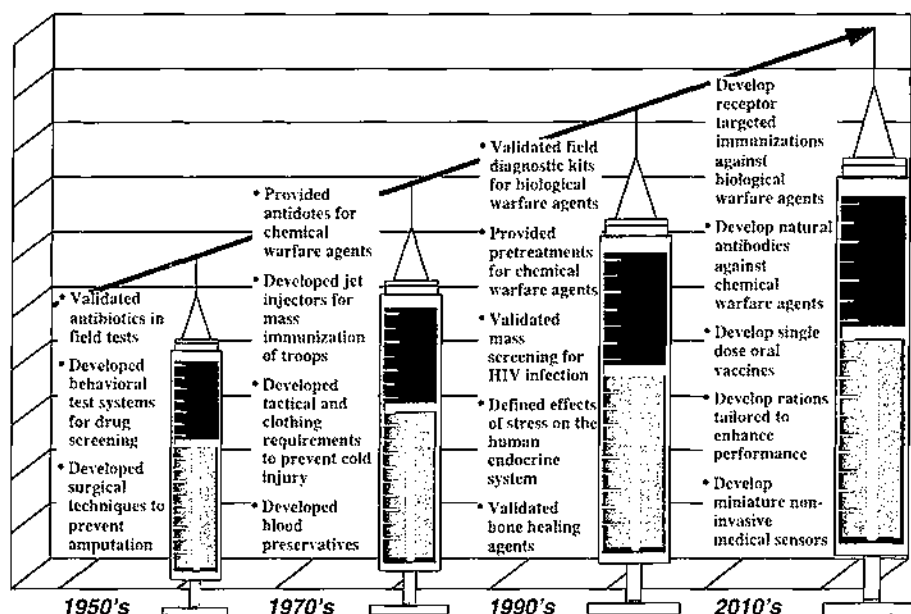 • Validated
antibiotics in
field tests
• Developed
behavioral
test systems
for drug
screening
• Developed
surgical
techniques to
prevent
amputation
• Provided
antidotes for
chemical
warfare agents
• Developed jet
injectors for
mass
immunization
of troops
• Developed
tactical and
clothing
requirements
to prevent cold
injury
• Developed
blood
preservatives
• Validated field
diagnostic kits
for biological
warfare agents
• Provided
pretreatments
for chemical
warfare agents
• Validated
mass
screening for
HIV infection
• Defined effects
of stress on the
human
endocrine
system
• Validated
bone healing
agents
• Develop
receptor
targeted
immunizations
against
biological
warfare agents
• Develop natural
antibodies
against
chemical
warfare agents
• Develop single
dose oral
vaccines
• Develop rations
tailored to
enhance
performance
• Develop
miniature non-
invasive
medical sensors
1950's 1970's 1990's 2010's